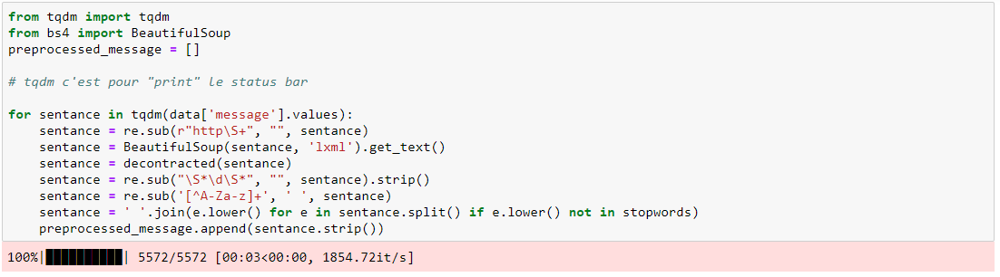 from tqdm import tqdm
from bs4 import BeautifulSoup
preprocessed_message = []
# tqdm c'est pour "print" le status bar
for sentance in tqdm(data['message'].values):
    sentance = re.sub(r"http\S+", "", sentance)
    sentance = BeautifulSoup(sentance, 'lxml').get_text()
    sentance = decontracted(sentance)
    sentance = re.sub("\S*\d\S*", "", sentance).strip()
    sentance = re.sub('[^A-Za-z]+', ' ', sentance)
    sentance = ' '.join(e.lower() for e in sentance.split() if e.lower() not in stopwords)
    preprocessed_message.append(sentance.strip())
100%|██████████| 5572/5572 [00:03<00:00, 1854.72it/s]